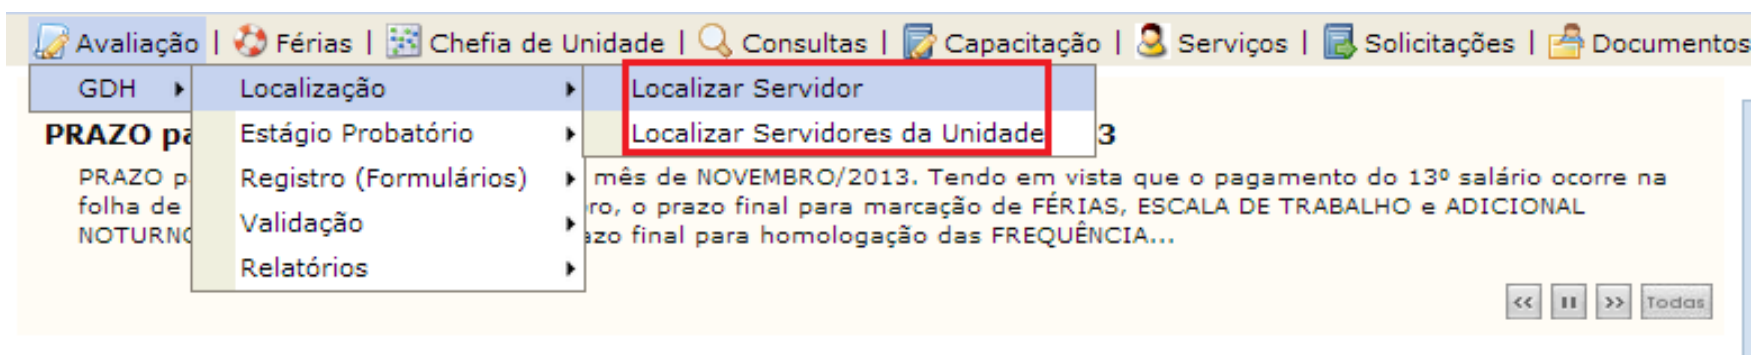 Avaliação | Férias | Chefia de Unidade | Consultas | Capacitação | Serviços | Solicitações | Documentos
GDH Localização Localizar Servidor
PRAZO pa Estágio Probatório Localizar Servidores da Unidade 3
PRAZO p Registro (Formulários) mês de NOVEMBRO/2013. Tendo em vista que o pagamento do 13º salário ocorre na
folha de ro, o prazo final para marcação de FÉRIAS, ESCALA DE TRABALHO e ADICIONAL
NOTURNO Validação azo final para homologação das FREQUÊNCIA...
Relatórios
<< II >> Todas